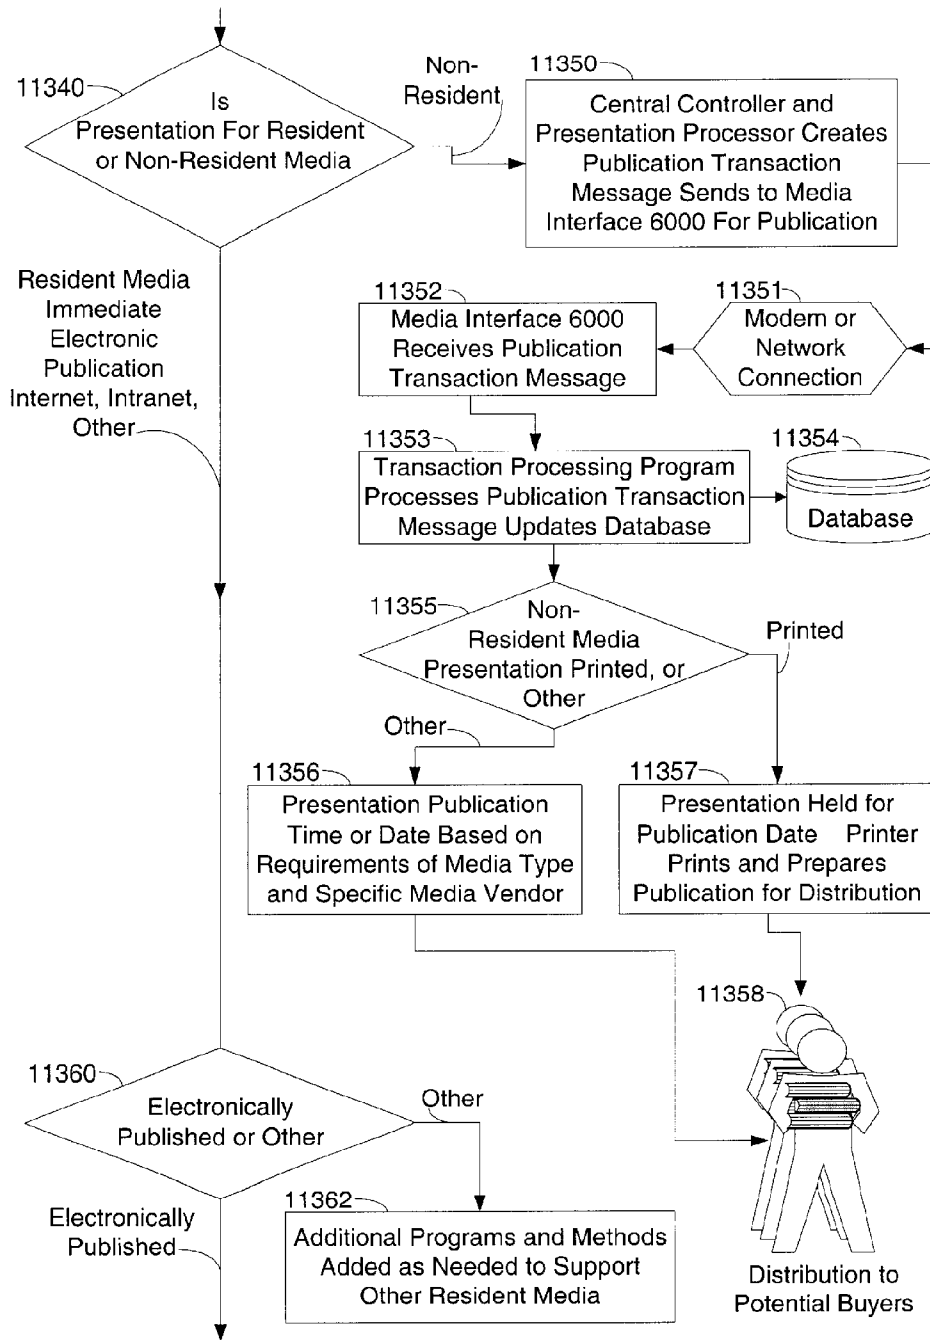 11340
Is
Presentation For Resident
or Non-Resident Media
Non-
Resident
11350
Central Controller and
Presentation Processor Creates
Publication Transaction
Message Sends to Media
Interface 6000 For Publication
Resident Media
Immediate
Electronic
Publication
Internet, Intranet,
Other
11352
Media Interface 6000
Receives Publication
Transaction Message
11351
Modern or
Network
Connection
11353
Transaction Processing Program
Processes Publication Transaction
Message Updates Database
11354
Database
11355
Non-
Resident Media
Presentation Printed, or
Other
Printed
Other
11356
Presentation Publication
Time or Date Based on
Requirements of Media Type
and Specific Media Vendor
11357
Presentation Held for
Publication Date Printer
Prints and Prepares
Publication for Distribution
11358
Distribution to
Potential Buyers
11360
Electronically
Published or Other
Other
Electronically
Published
11362
Additional Programs and Methods
Added as Needed to Support
Other Resident Media